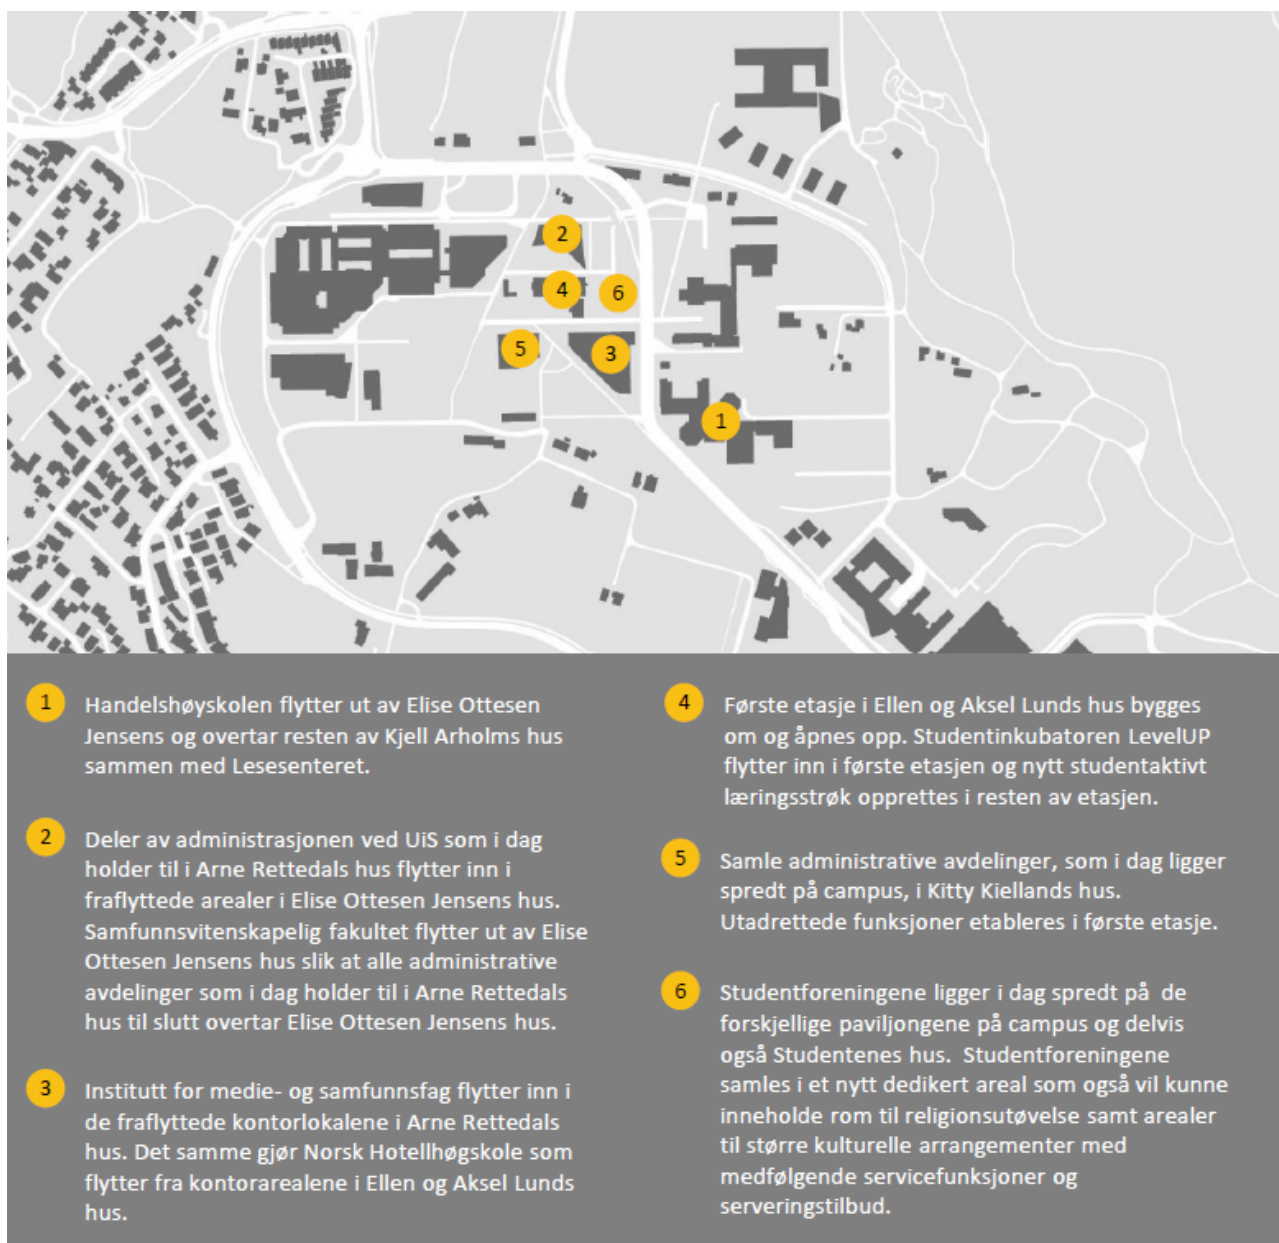 2
4
6
5
3
1
1
Handelshøyskolen flytter ut av Elise Ottesen
Jensens og overtar resten av Kjell Arholms hus
sammen med Lesesenteret.
2
Deler av administrasjonen ved UiS som i dag
holder til i Arne Rettedals hus flytter inn i
fraflyttede arealer i Elise Ottesen Jensens hus.
Samfunnsvitenskapelig fakultet flytter ut av Elise
Ottesen Jensens hus slik at alle administrative
avdelinger som i dag holder til i Arne Rettedals
hus til slutt overtar Elise Ottesen Jensens hus.
3
Institutt for medie- og samfunnsfag flytter inn i
de fraflyttede kontorlokalene i Arne Rettedals
hus. Det samme gjør Norsk Hotellhøgskole som
flytter fra kontorarealene i Ellen og Aksel Lunds
hus.
4
Første etasje i Ellen og Aksel Lunds hus bygges
om og åpnes opp. Studentinkubatoren LevelUP
flytter inn i første etasjen og nytt studentaktivt
læringsstrøk opprettes i resten av etasjen.
5
Samle administrative avdelinger, som i dag ligger
spredt på campus, i Kitty Kiellands hus.
Utadrettede funksjoner etableres i første etasje.
6
Studentforeningene ligger i dag spredt på de
forskjellige paviljongene på campus og delvis
også Studentenes hus. Studentforeningene
samles i et nytt dedikert areal som også vil kunne
inneholde rom til religionsutøvelse samt arealer
til større kulturelle arrangementer med
medfølgende servicefunksjoner og
serveringstilbud.